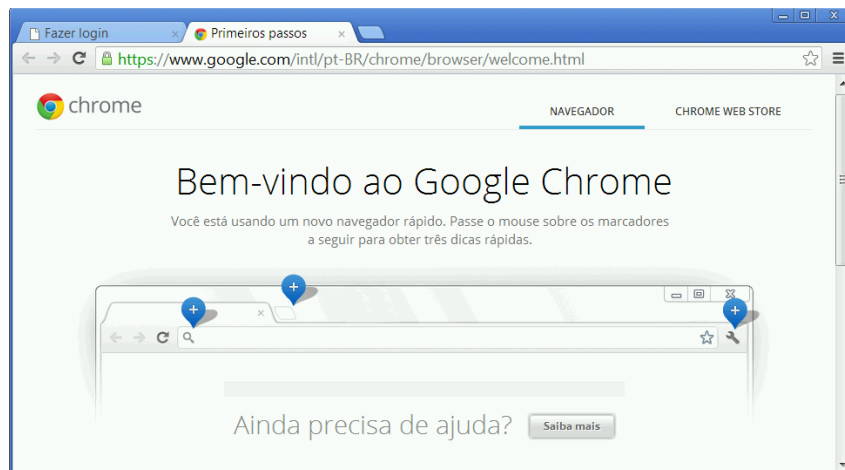 Fazer login
Primeiros passos
https://www.google.com/intl/pt-BR/chrome/browser/welcome.html
chrome
NAVEGADOR
CHROME WEB STORE
Bem-vindo ao Google Chrome
Você está usando um novo navegador rápido. Passe o mouse sobre os marcadores
a seguir para obter três dicas rápidas.
Ainda precisa de ajuda?
Saiba mais